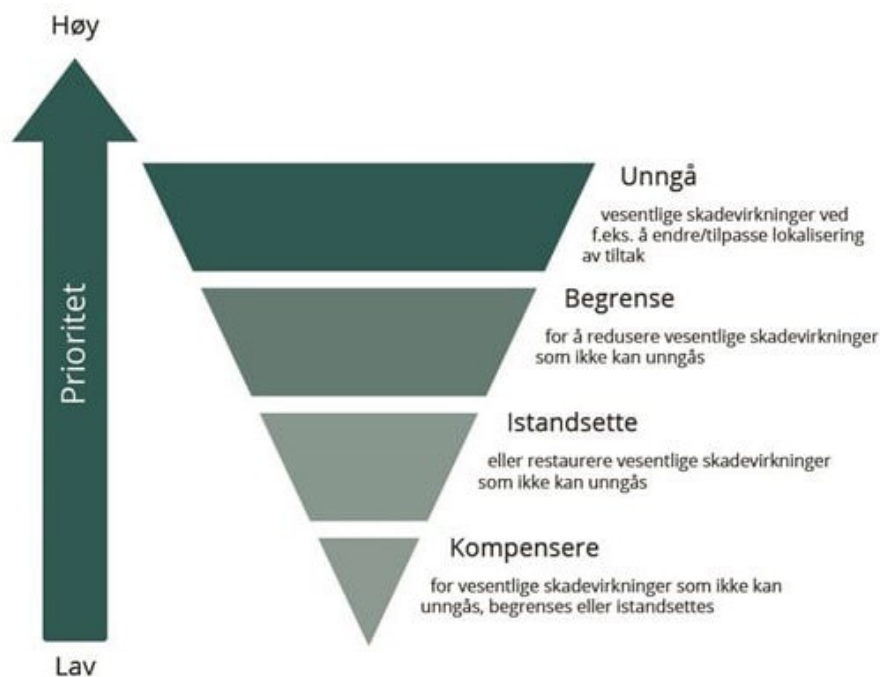 Høy
Prioritet
Unngå
vesentlige skadevirkninger ved
f.eks. å endre/tilpasse lokalisering
av tiltak
Begrense
for å redusere vesentlige skadevirkninger
som ikke kan unngås
Istandsette
eller restaurere vesentlige skadevirkninger
som ikke kan unngås
Kompensere
for vesentlige skadevirkninger som ikke kan
unngås, begrenses eller istandsettes
Lav